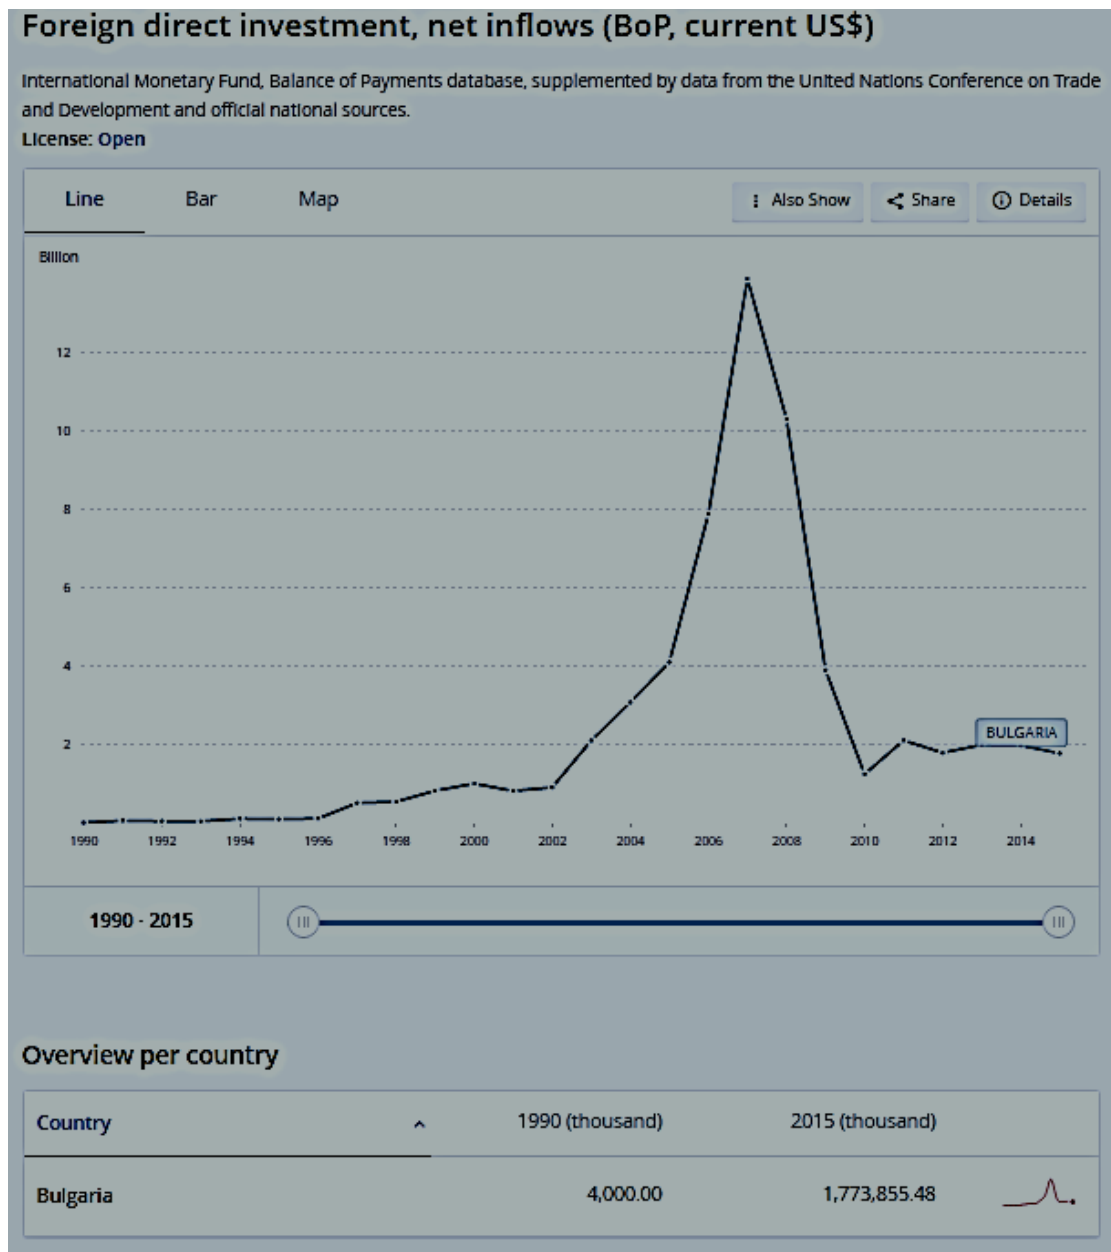 Foreign direct investment, net inflows (BoP, current US$)
International Monetary Fund, Balance of Payments database, supplemented by data from the United Nations Conference on Trade
and Development and official national sources.
License: Open
Line Bar Map Also Show Share Details
Billion
12
10
8
6
4
2
BULGARIA
1990 1992 1994 1996 1998 2000 2002 2004 2006 2008 2010 2012 2014
1990 - 2015
Overview per country
Country 1990 (thousand) 2015 (thousand)
Bulgaria 4,000.00 1,773,855.48